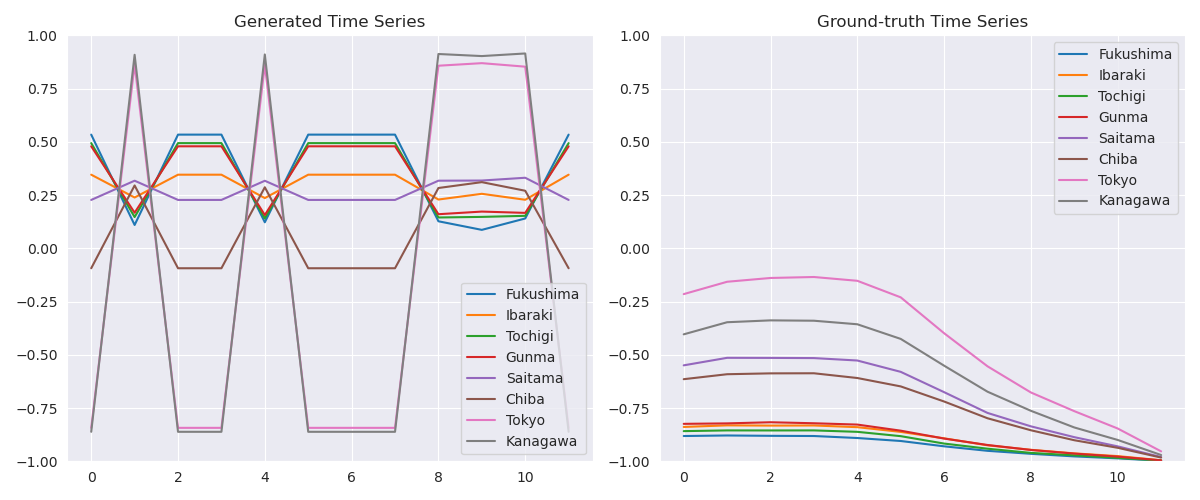 Generated Time Series
1.00
0.75
0.50
0.25
0.00
−0.25
−0.50
−0.75
−1.00
0 2 4 6 8 10
Fukushima
Ibaraki
Tochigi
Gunma
Saitama
Chiba
Tokyo
Kanagawa
Ground-truth Time Series
1.00
0.75
0.50
0.25
0.00
−0.25
−0.50
−0.75
−1.00
0 2 4 6 8 10
Fukushima
Ibaraki
Tochigi
Gunma
Saitama
Chiba
Tokyo
Kanagawa